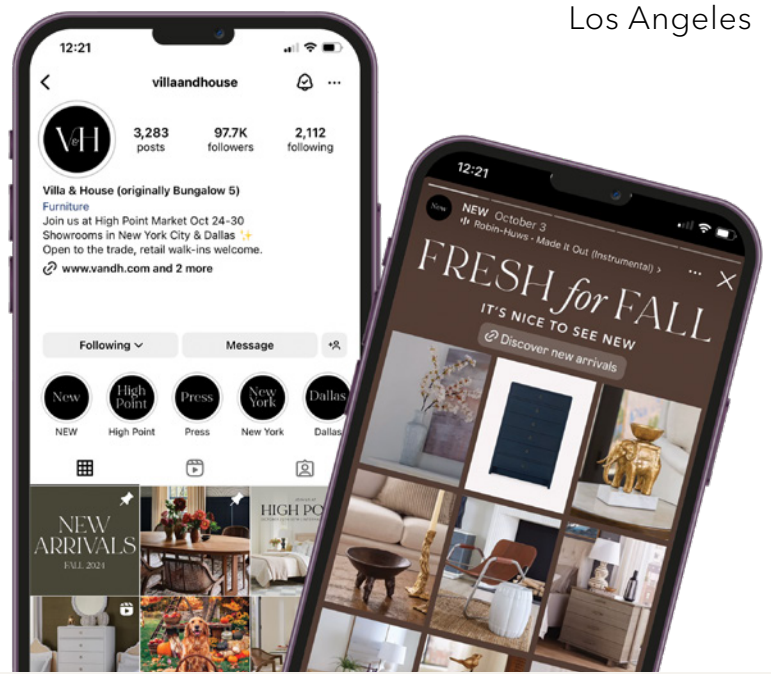 Los Angeles
12:21
villaandhouse
V&H
3,283
posts
97.7K
followers
2,112
following
Villa & House (originally Bungalow 5)
Furniture
Join us at High Point Market Oct 24-30
Showrooms in New York City & Dallas ✨
Open to the trade, retail walk-ins welcome.
www.vandh.com and 2 more
Following
Message
New
High
Point
Press
New
York
Dallas
NEW
High Point
Press
New York
Dallas
NEW
ARRIVALS
FALL 2024
HIGH PO
12:21
New
NEW October 3
Robin-Huws · Made It Out (Instrumental) >
FRESH for FALL
IT'S NICE TO SEE NEW
Discover new arrivals